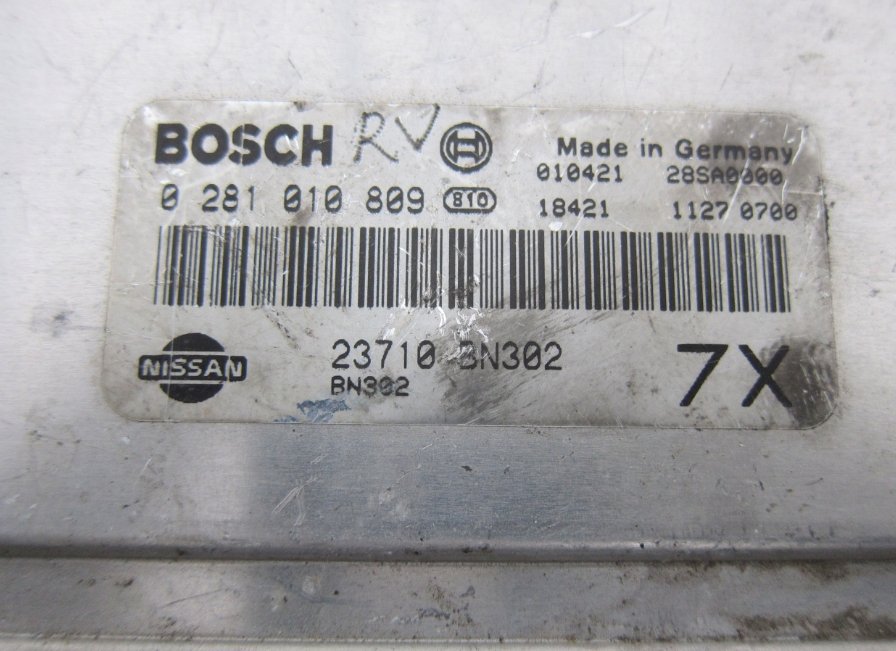 BOSCH RV Made in Germany
010421 28SA0000
0 281 010 809 810 18421 1127 0700
NISSAN 23710 BN302 7X
BN302